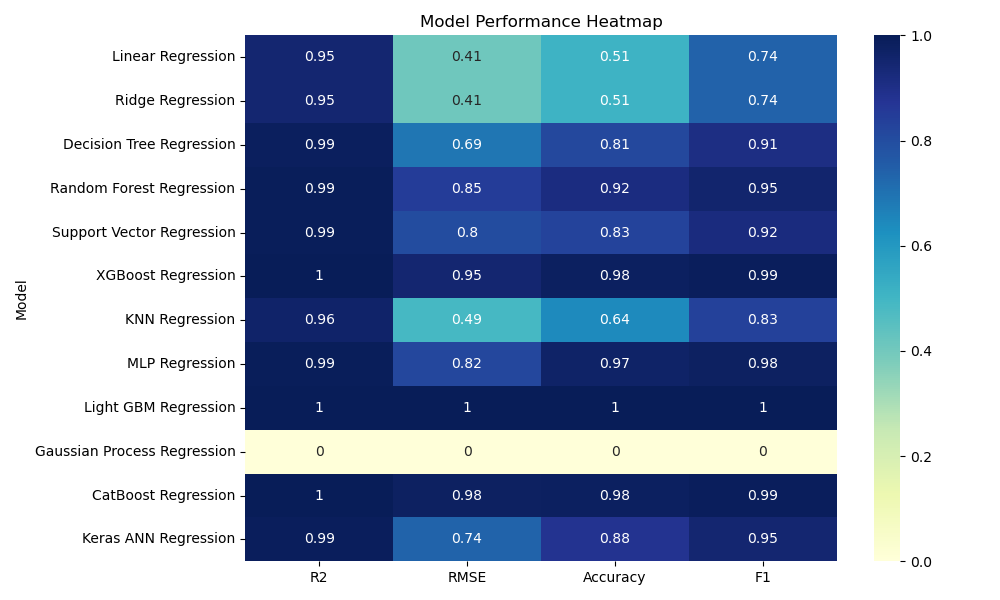 Model Performance Heatmap
Model
Linear Regression 0.95 0.41 0.51 0.74
Ridge Regression 0.95 0.41 0.51 0.74
Decision Tree Regression 0.99 0.69 0.81 0.91
Random Forest Regression 0.99 0.85 0.92 0.95
Support Vector Regression 0.99 0.8 0.83 0.92
XGBoost Regression 1 0.95 0.98 0.99
KNN Regression 0.96 0.49 0.64 0.83
MLP Regression 0.99 0.82 0.97 0.98
Light GBM Regression 1 1 1 1
Gaussian Process Regression 0 0 0 0
CatBoost Regression 1 0.98 0.98 0.99
Keras ANN Regression 0.99 0.74 0.88 0.95
R2 RMSE Accuracy F1
1.0
0.8
0.6
0.4
0.2
0.0